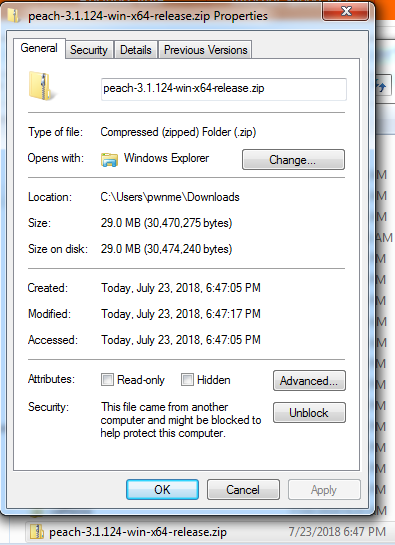 peach-3.1.124-win-x64-release.zip Properties
General Security Details Previous Versions
peach-3.1.124-win-x64-release.zip
Type of file: Compressed (zipped) Folder (.zip)
Opens with: Windows Explorer Change...
Location: C:\Users\pwnme\Downloads
Size: 29.0 MB (30,470,275 bytes)
Size on disk: 29.0 MB (30,474,240 bytes)
Created: Today, July 23, 2018, 6:47:05 PM
Modified: Today, July 23, 2018, 6:47:17 PM
Accessed: Today, July 23, 2018, 6:47:05 PM
Attributes: Read-only Hidden Advanced...
Security: This file came from another
computer and might be blocked to
help protect this computer.
Unblock
OK Cancel Apply
peach-3.1.124-win-x64-release.zip 7/23/2018 6:47 PM